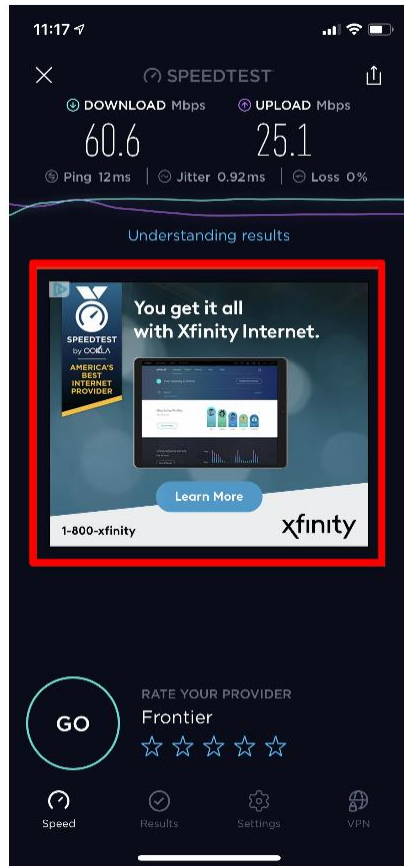 11:17
SPEEDTEST
DOWNLOAD Mbps UPLOAD Mbps
60.6 25.1
Ping 12ms Jitter 0.92ms Loss 0%
Understanding results
SPEEDTEST
by OOKLA
AMERICA'S
BEST
INTERNET
PROVIDER
You get it all
with Xfinity Internet.
Learn More
1-800-xfinity
xfinity
RATE YOUR PROVIDER
Frontier
GO
Speed Results Settings VPN